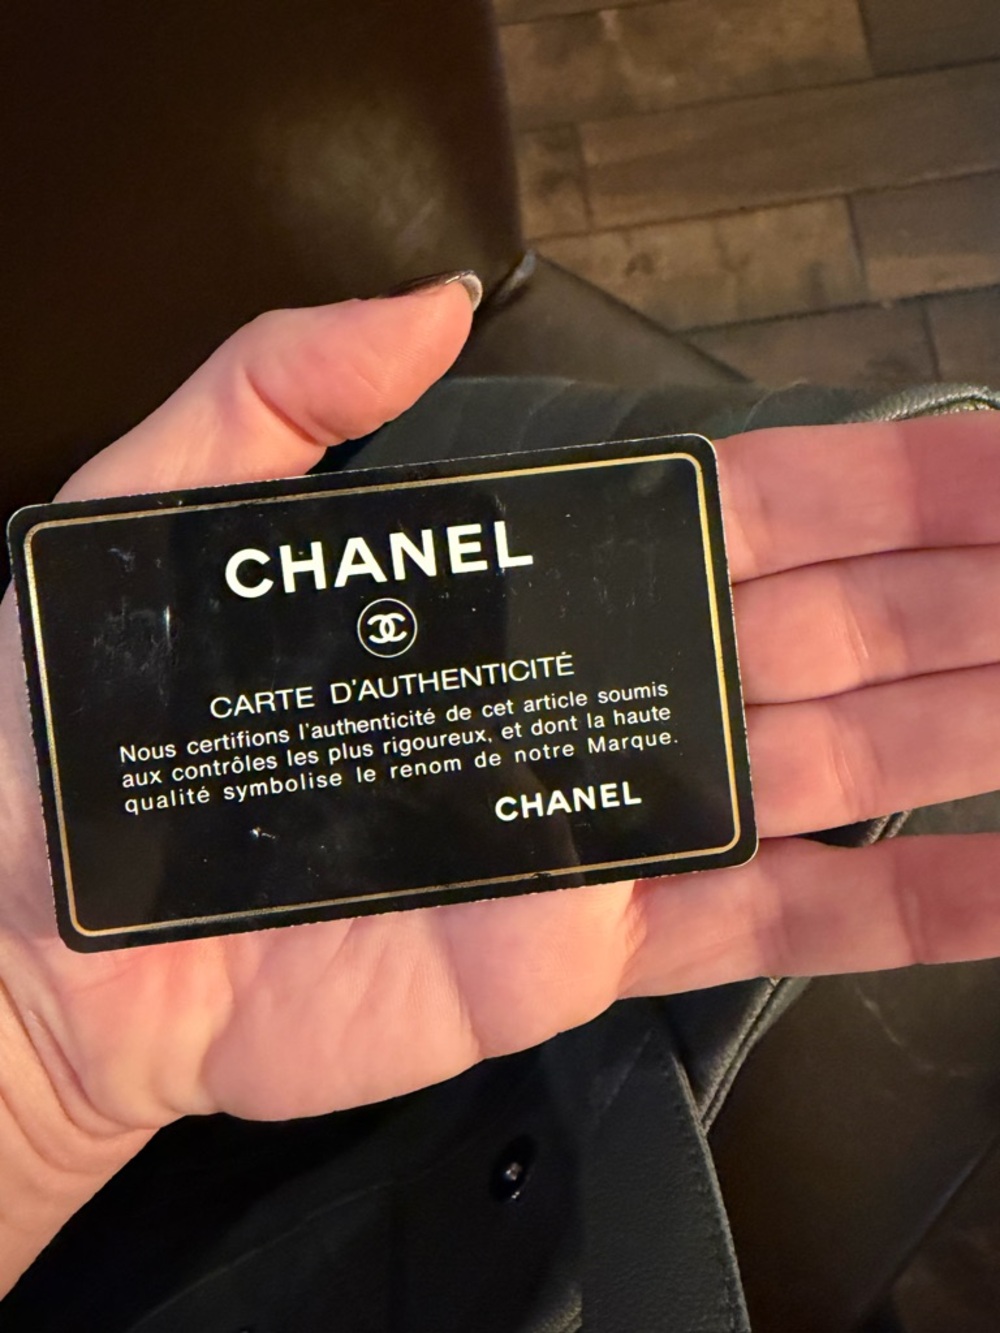 CHANEL
CARTE D'AUTHENTICITÉ
Nous certifions l'authenticité de cet article soumis
aux contrôles les plus rigoureux, et dont la haute
qualité symbolise le renom de notre Marque.
CHANEL